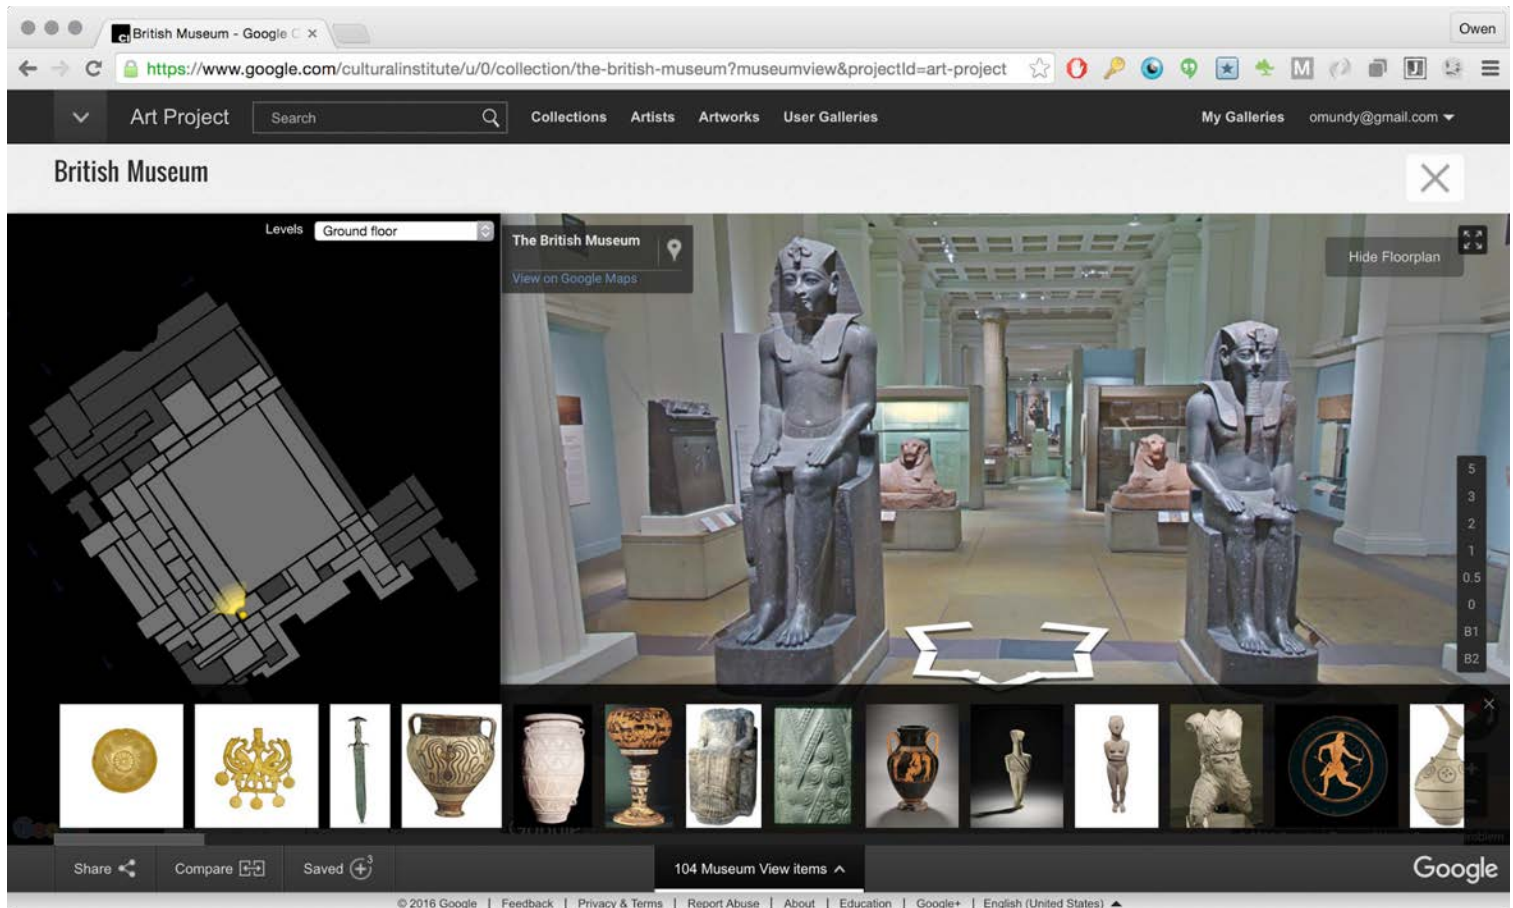 British Museum - Google C
Owen
https://www.google.com/culturalinstitute/u/0/collection/the-british-museum?museumview&projectId=art-project
Art Project
Search
Collections
Artists
Artworks
User Galleries
My Galleries
omundy@gmail.com
British Museum
Levels
Ground floor
The British Museum
View on Google Maps
Hide Floorplan
5
3
2
1
0.5
0
B1
B2
Share
Compare
Saved
3
104 Museum View items
Google
© 2016 Google | Feedback | Privacy & Terms | Report Abuse | About | Education | Google+ | English (United States)